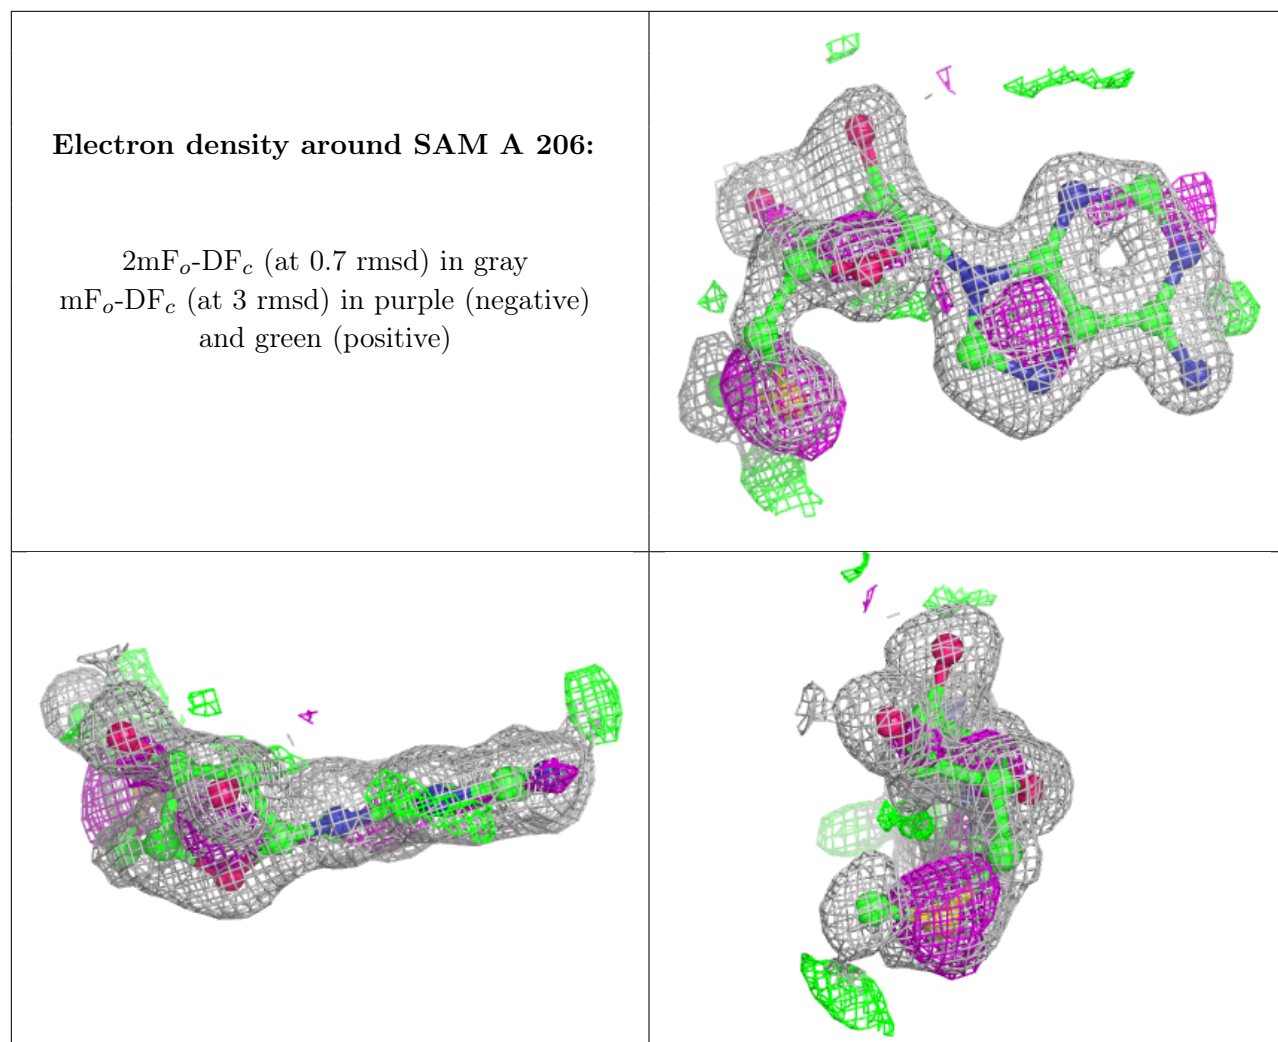 Electron density around SAM A 206:
2mFo-DFc (at 0.7 rmsd) in gray
mFo-DFc (at 3 rmsd) in purple (negative)
and green (positive)